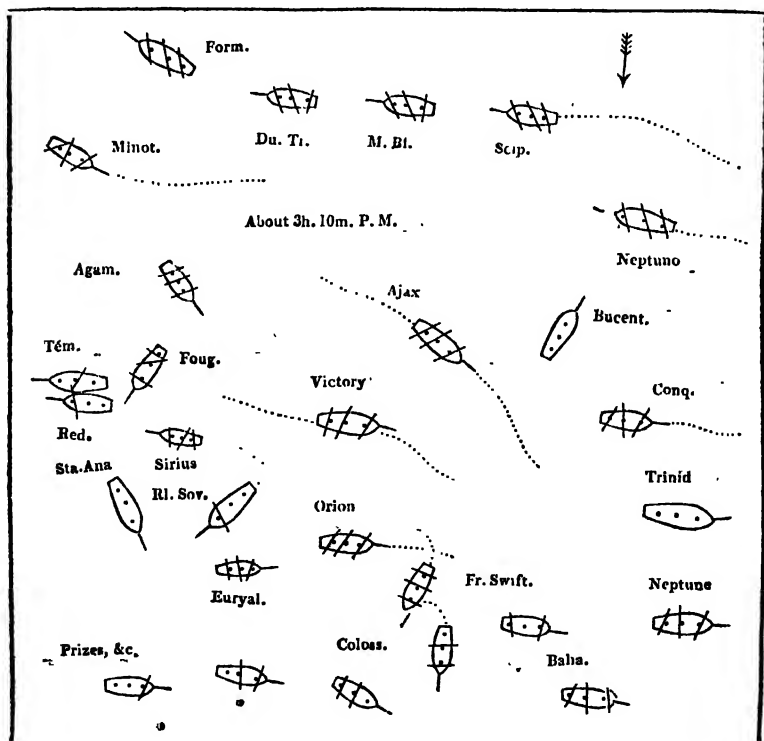 Form.
Du. Tr.
M. Bl.
Scip.
Minot.
About 3h. 10m. P. M.
Neptuno
Agam.
Ajax
Bucent.
Tém.
Foug.
Victory
Conq.
Red.
Sirius
Sta. Ana
Rl. Sov.
Orion
Trinid
Euryal.
Fr. Swift.
Neptune
Prizes, &c.
Coloss.
Baha.